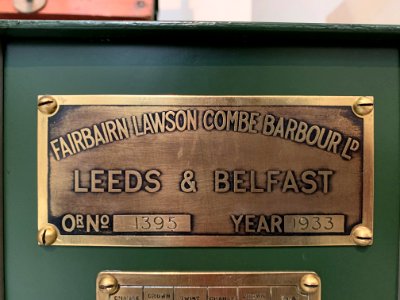 FAIRBAIRN LAWSON COMBE BARBOUR LD
LEEDS & BELFAST
OR NO 1395 YEAR 1933